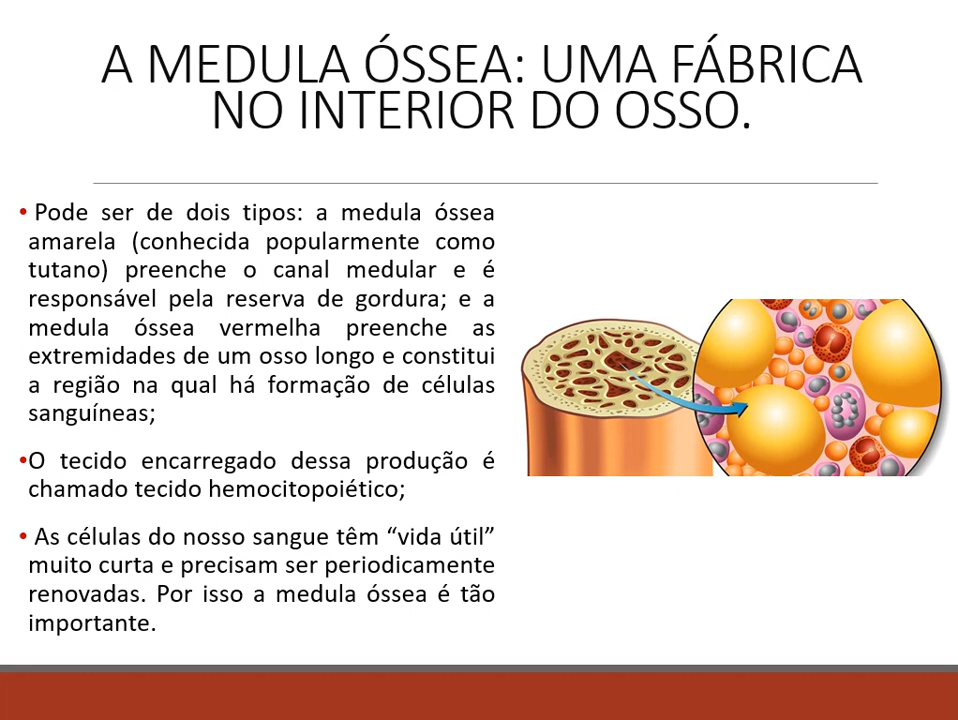 A MEDULA ÓSSEA: UMA FÁBRICA
NO INTERIOR DO OSSO.
• Pode ser de dois tipos: a medula óssea
amarela (conhecida popularmente como
tutano) preenche o canal medular e é
responsável pela reserva de gordura; e a
medula óssea vermelha preenche as
extremidades de um osso longo e constitui
a região na qual há formação de células
sanguíneas;
•O tecido encarregado dessa produção é
chamado tecido hemocitopoiético;
• As células do nosso sangue têm “vida útil”
muito curta e precisam ser periodicamente
renovadas. Por isso a medula óssea é tão
importante.